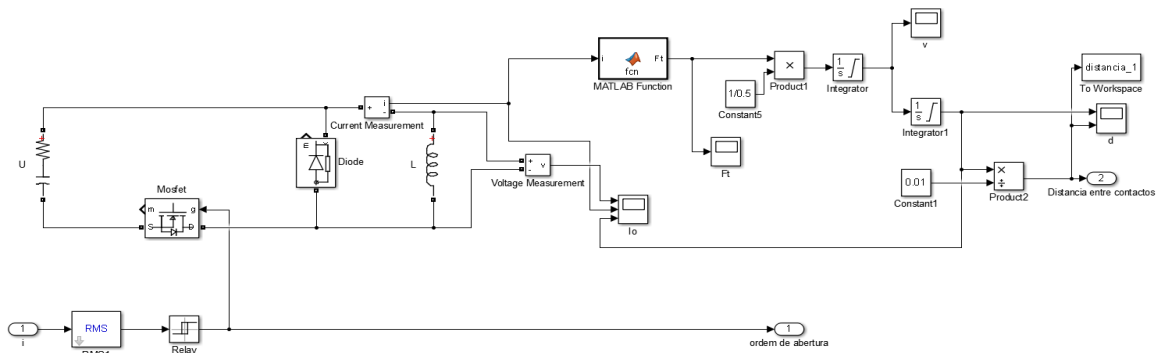 v
distancia_1
To Workspace
i
fcn
Ft
MATLAB Function
×
Product1
1
s
Integrator
1/0.5
Constant5
1
s
Integrator1
d
+
i
-
Current Measurement
U
+
m
Diode
L
+
+
-
v
Voltage Measurement
Ft
0.01
Constant1
×
÷
Product2
2
Distancia entre contactos
Mosfet
m
g
S
D
Io
1
i
RMS
Relay
1
ordem de abertura